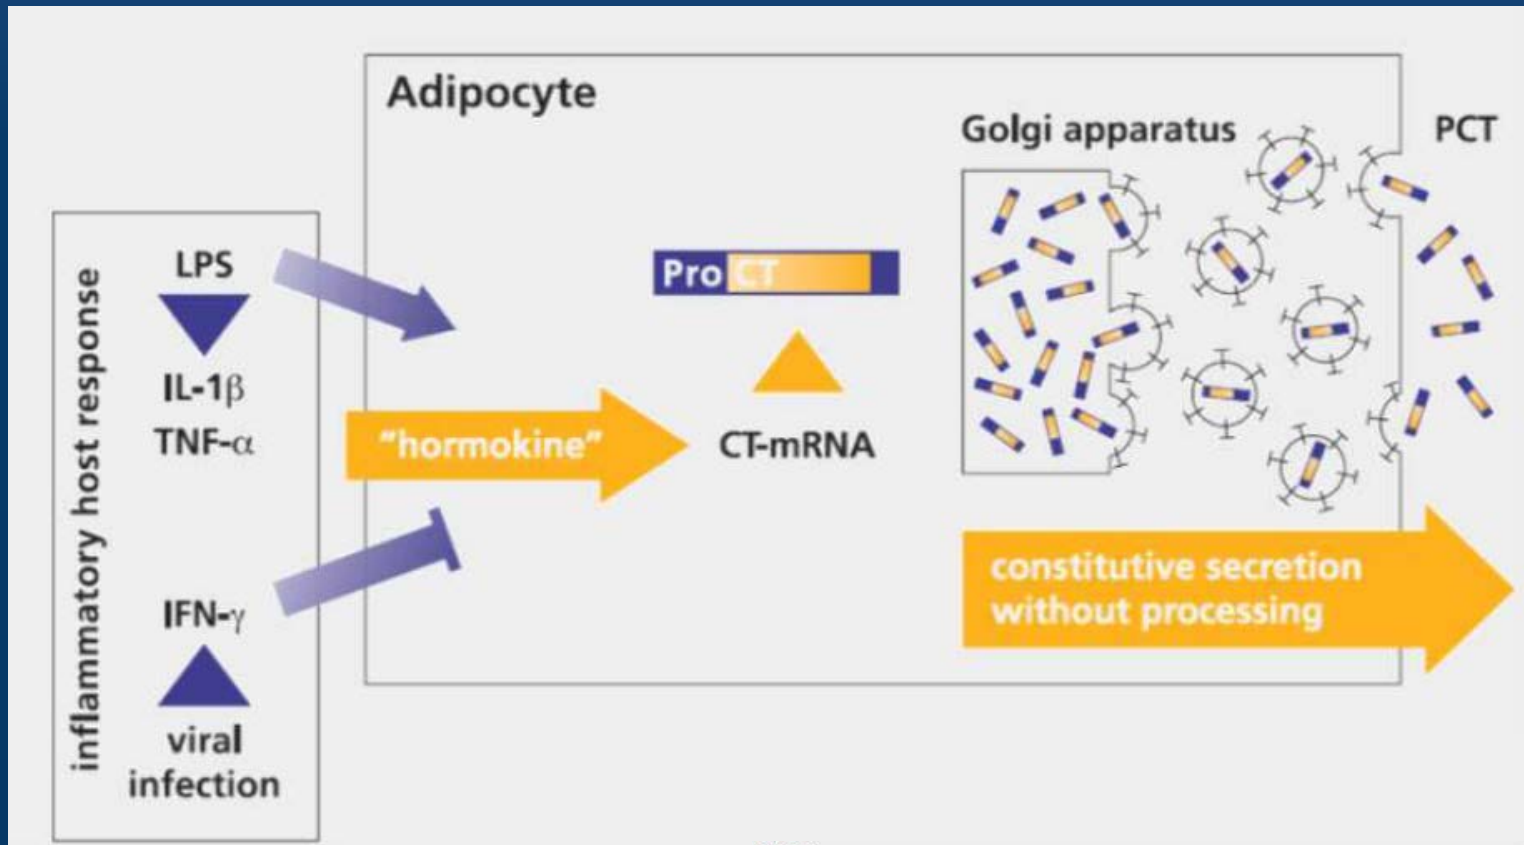 Adipocyte
Golgi apparatus
PCT
inflammatory host response
LPS
IL-1β
TNF-α
IFN-γ
viral
infection
"hormokine"
Pro CT
CT-mRNA
constitutive secretion
without processing